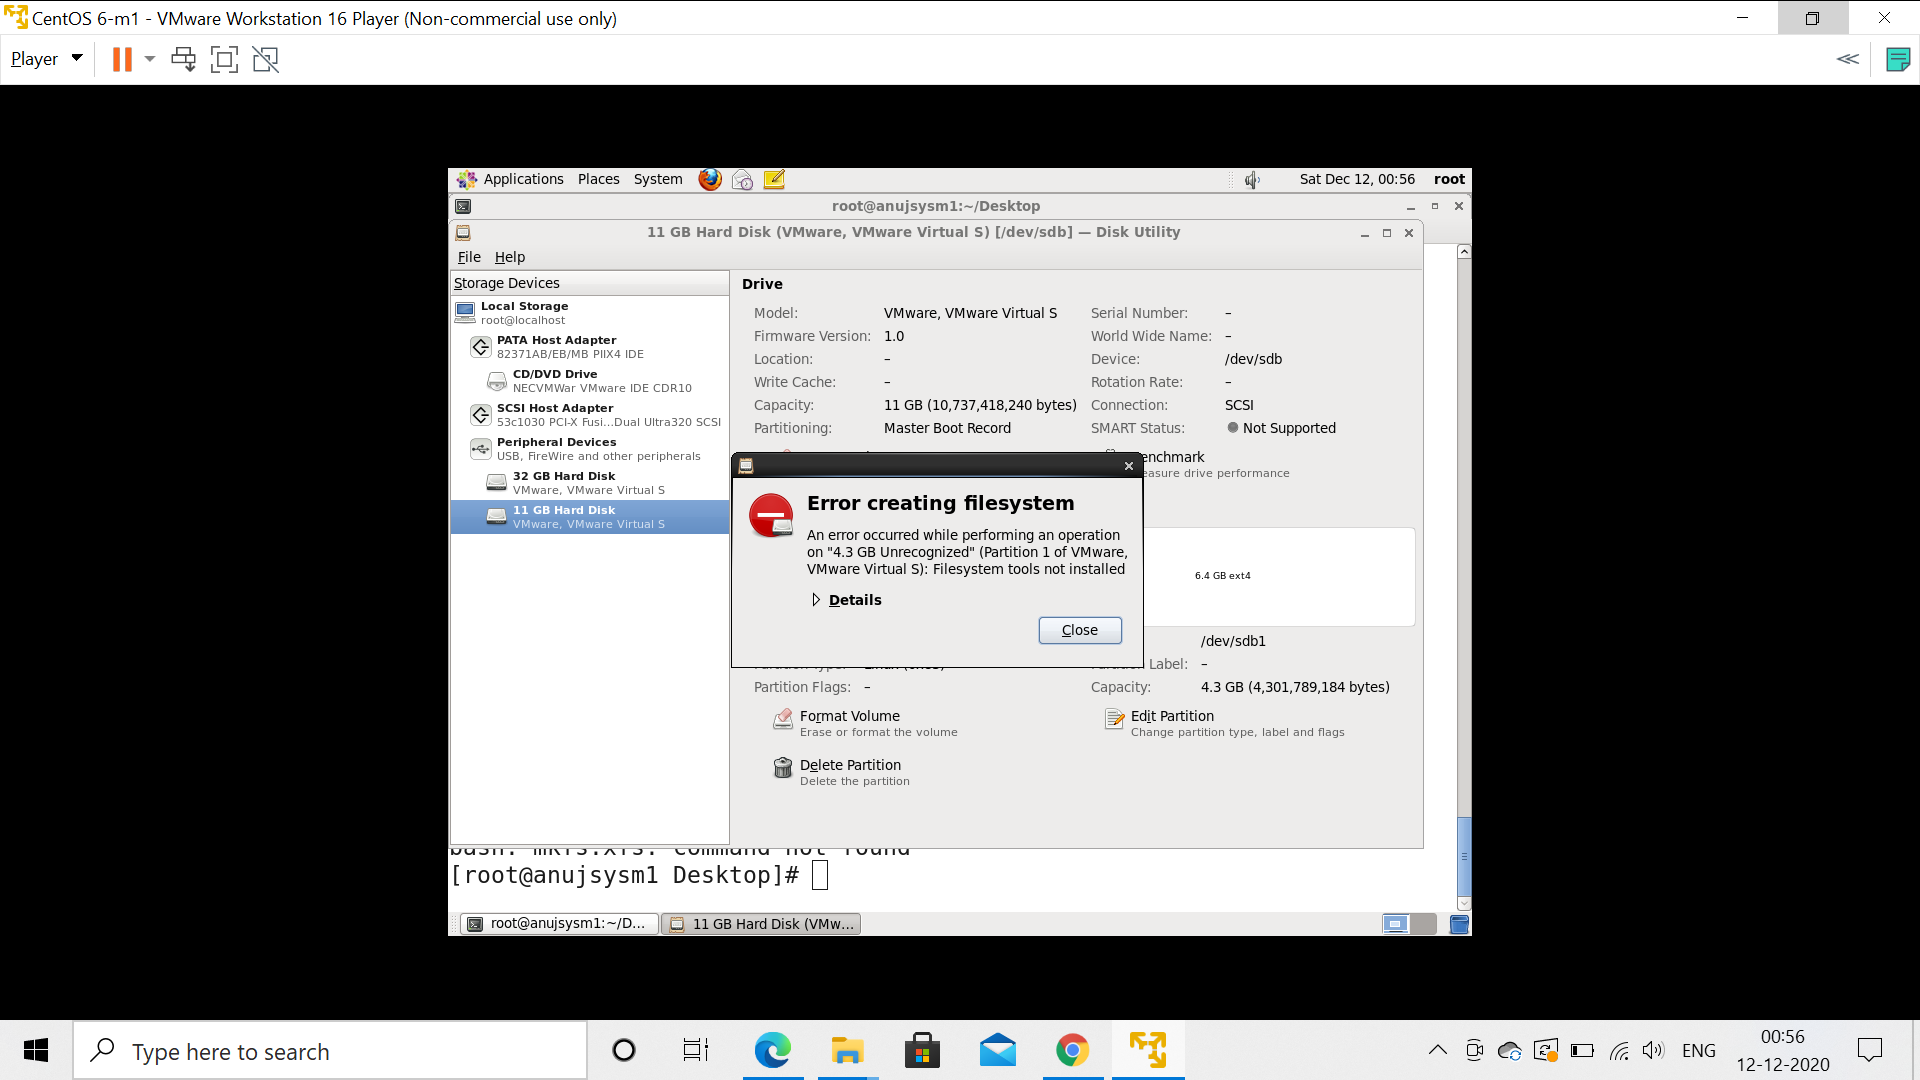 CentOS 6-m1 - VMware Workstation 16 Player (Non-commercial use only)
Player
Applications Places System Sat Dec 12, 00:56 root
root@anujsysm1:~/Desktop
11 GB Hard Disk (VMware, VMware Virtual S) [/dev/sdb] — Disk Utility
File Help
Storage Devices
Local Storage
root@localhost
PATA Host Adapter
82371AB/EB/MB PIIX4 IDE
CD/DVD Drive
NECVMWar VMware IDE CDR10
SCSI Host Adapter
53c1030 PCI-X Fusi...Dual Ultra320 SCSI
Peripheral Devices
USB, FireWire and other peripherals
32 GB Hard Disk
VMware, VMware Virtual S
11 GB Hard Disk
VMware, VMware Virtual S
Drive
Model: VMware, VMware Virtual S Serial Number: –
Firmware Version: 1.0 World Wide Name: –
Location: – Device: /dev/sdb
Write Cache: – Rotation Rate: –
Capacity: 11 GB (10,737,418,240 bytes) Connection: SCSI
Partitioning: Master Boot Record SMART Status: Not Supported
enchmark
easure drive performance
Error creating filesystem
An error occurred while performing an operation
on "4.3 GB Unrecognized" (Partition 1 of VMware,
VMware Virtual S): Filesystem tools not installed
Details
Close
6.4 GB ext4
/dev/sdb1
Label: –
Partition Flags: – Capacity: 4.3 GB (4,301,789,184 bytes)
Format Volume
Erase or format the volume
Edit Partition
Change partition type, label and flags
Delete Partition
Delete the partition
bash: mkfs.xfs: command not found
[root@anujsysm1 Desktop]#
root@anujsysm1:~/D... 11 GB Hard Disk (VMw...
Type here to search
ENG
00:56
12-12-2020